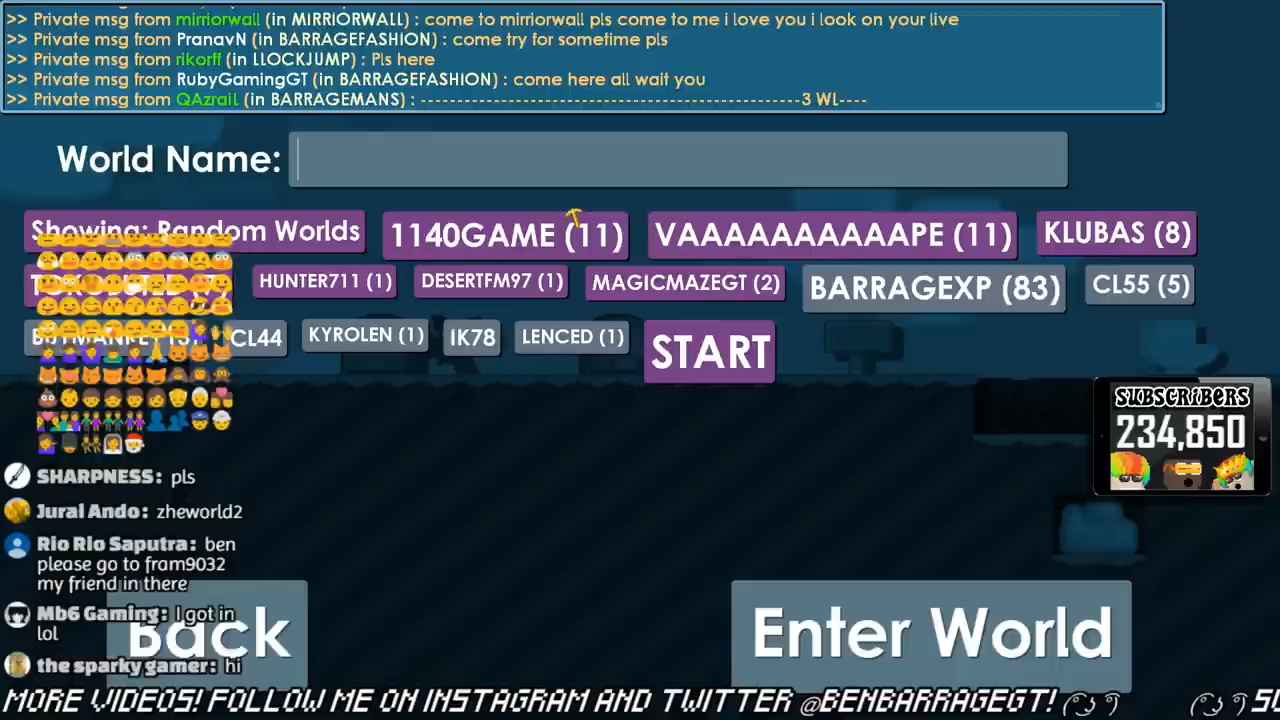 >> Private msg from mirriorwall (in MIRRIORWALL) : come to mirriorwall pls come to me i love you i look on your live
>> Private msg from PranavN (in BARRAGEFASHION) : come try for sometime pls
>> Private msg from rikorff (in LLOCKJUMP) : Pls here
>> Private msg from RubyGamingGT (in BARRAGEFASHION) : come here all wait you
>> Private msg from QAzraiL (in BARRAGEMANS) : --------------------------------------------------3 WL----
World Name:
Showing: Random Worlds 1140GAME (11) VAAAAAAAAAAPE (11) KLUBAS (8)
HUNTER711 (1) DESERTFM97 (1) MAGICMAZEGT (2) BARRAGEXP (83) CL55 (5)
CL44 KYROLEN (1) IK78 LENCED (1) START
SUBSCRIBERS
234,850
SHARPNESS: pls
Jural Ando: zheworld2
Rio Rio Saputra: ben
please go to fram9032
my friend in there
Mb6 Gaming: I got in
lol
the sparky gamer: hi
Back
Enter World
MORE VIDEOS! FOLLOW ME ON INSTAGRAM AND TWITTER @BENBARRAGEGT!